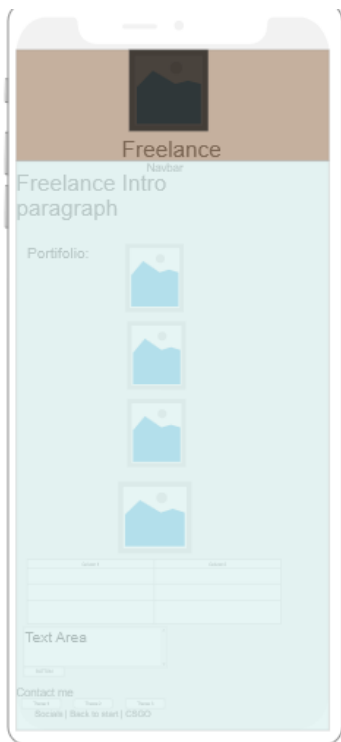 Freelance
Navbar
Freelance Intro
paragraph
Portifolio:
Text Area
Contact me
Socials | Back to start | CSGO